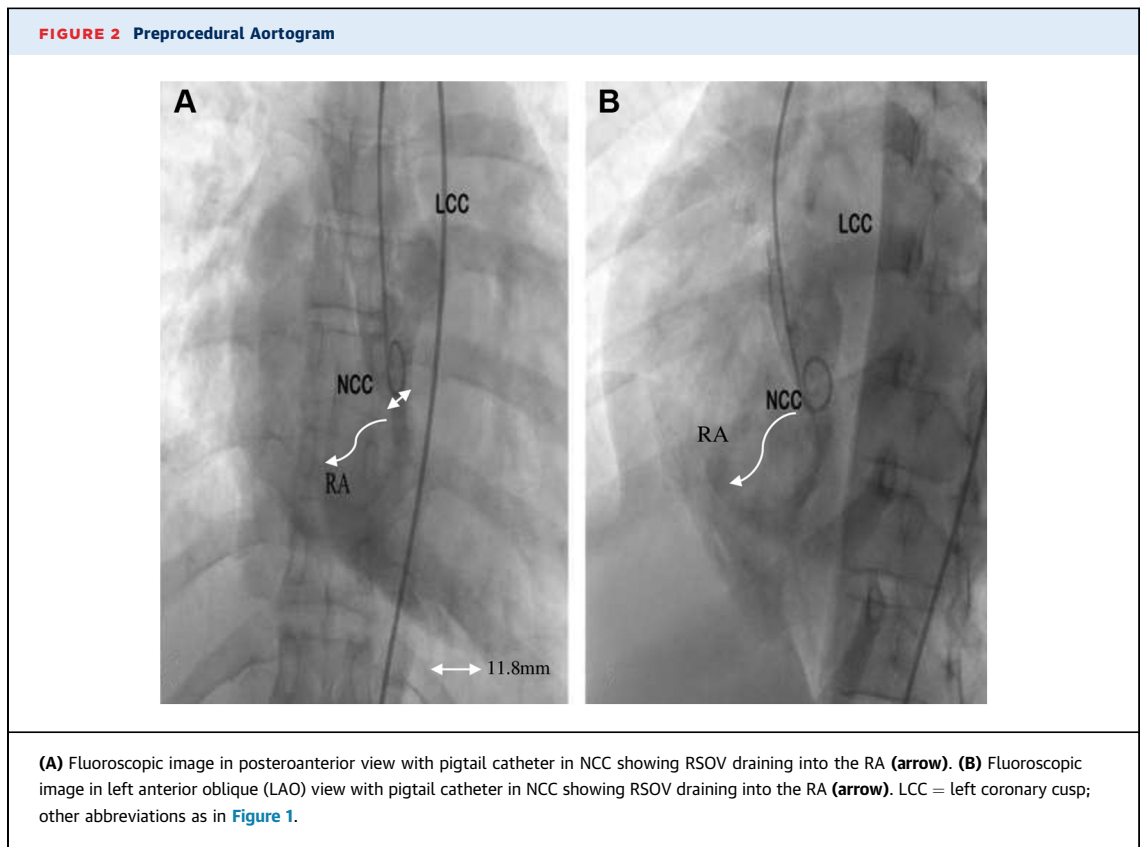 FIGURE 2 Preprocedural Aortogram
A
B
LCC
LCC
NCC
NCC
RA
RA
11.8mm
(A) Fluoroscopic image in posteroanterior view with pigtail catheter in NCC showing RSOV draining into the RA (arrow). (B) Fluoroscopic
image in left anterior oblique (LAO) view with pigtail catheter in NCC showing RSOV draining into the RA (arrow). LCC = left coronary cusp;
other abbreviations as in Figure 1.